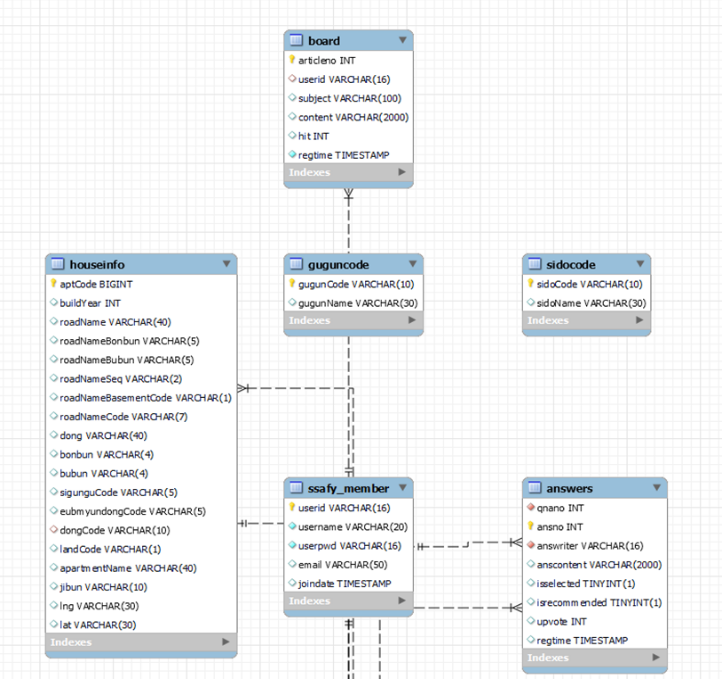 board
articleno INT
userid VARCHAR(16)
subject VARCHAR(100)
content VARCHAR(2000)
hit INT
regtime TIMESTAMP
Indexes
houseinfo
aptCode BIGINT
buildYear INT
roadName VARCHAR(40)
roadNameBonbun VARCHAR(5)
roadNameBubun VARCHAR(5)
roadNameSeq VARCHAR(2)
roadNameBasementCode VARCHAR(1)
roadNameCode VARCHAR(7)
dong VARCHAR(40)
bonbun VARCHAR(4)
bubun VARCHAR(4)
sigunguCode VARCHAR(5)
eubmyundongCode VARCHAR(5)
dongCode VARCHAR(10)
landCode VARCHAR(1)
apartmentName VARCHAR(40)
jibun VARCHAR(10)
lng VARCHAR(30)
lat VARCHAR(30)
Indexes
guguncode
gugunCode VARCHAR(10)
gugunName VARCHAR(30)
Indexes
sidocode
sidoCode VARCHAR(10)
sidoName VARCHAR(30)
Indexes
ssafy_member
userid VARCHAR(16)
username VARCHAR(20)
userpwd VARCHAR(16)
email VARCHAR(50)
joindate TIMESTAMP
Indexes
answers
qnano INT
ansno INT
answriter VARCHAR(16)
anscontent VARCHAR(2000)
isselected TINYINT(1)
isrecommended TINYINT(1)
upvote INT
regtime TIMESTAMP
Indexes